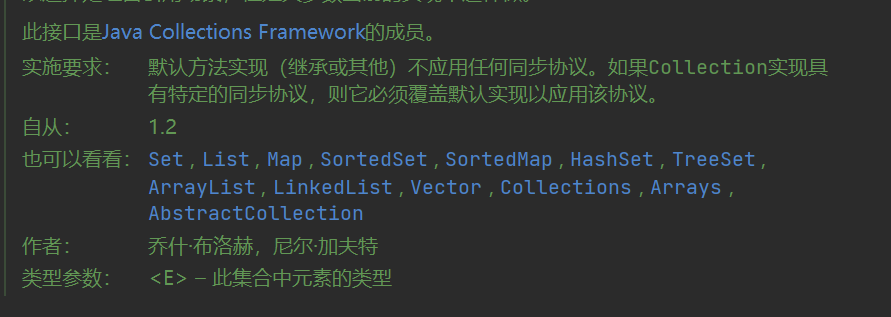 此接口是Java Collections Framework的成员。
实施要求： 默认方法实现（继承或其他）不应用任何同步协议。如果Collection实现具
有特定的同步协议，则它必须覆盖默认实现以应用该协议。
自从： 1.2
也可以看看： Set , List , Map , SortedSet , SortedMap , HashSet , TreeSet ,
ArrayList , LinkedList , Vector , Collections , Arrays ,
AbstractCollection
作者： 乔什·布洛赫，尼尔·加夫特
类型参数： <E> – 此集合中元素的类型